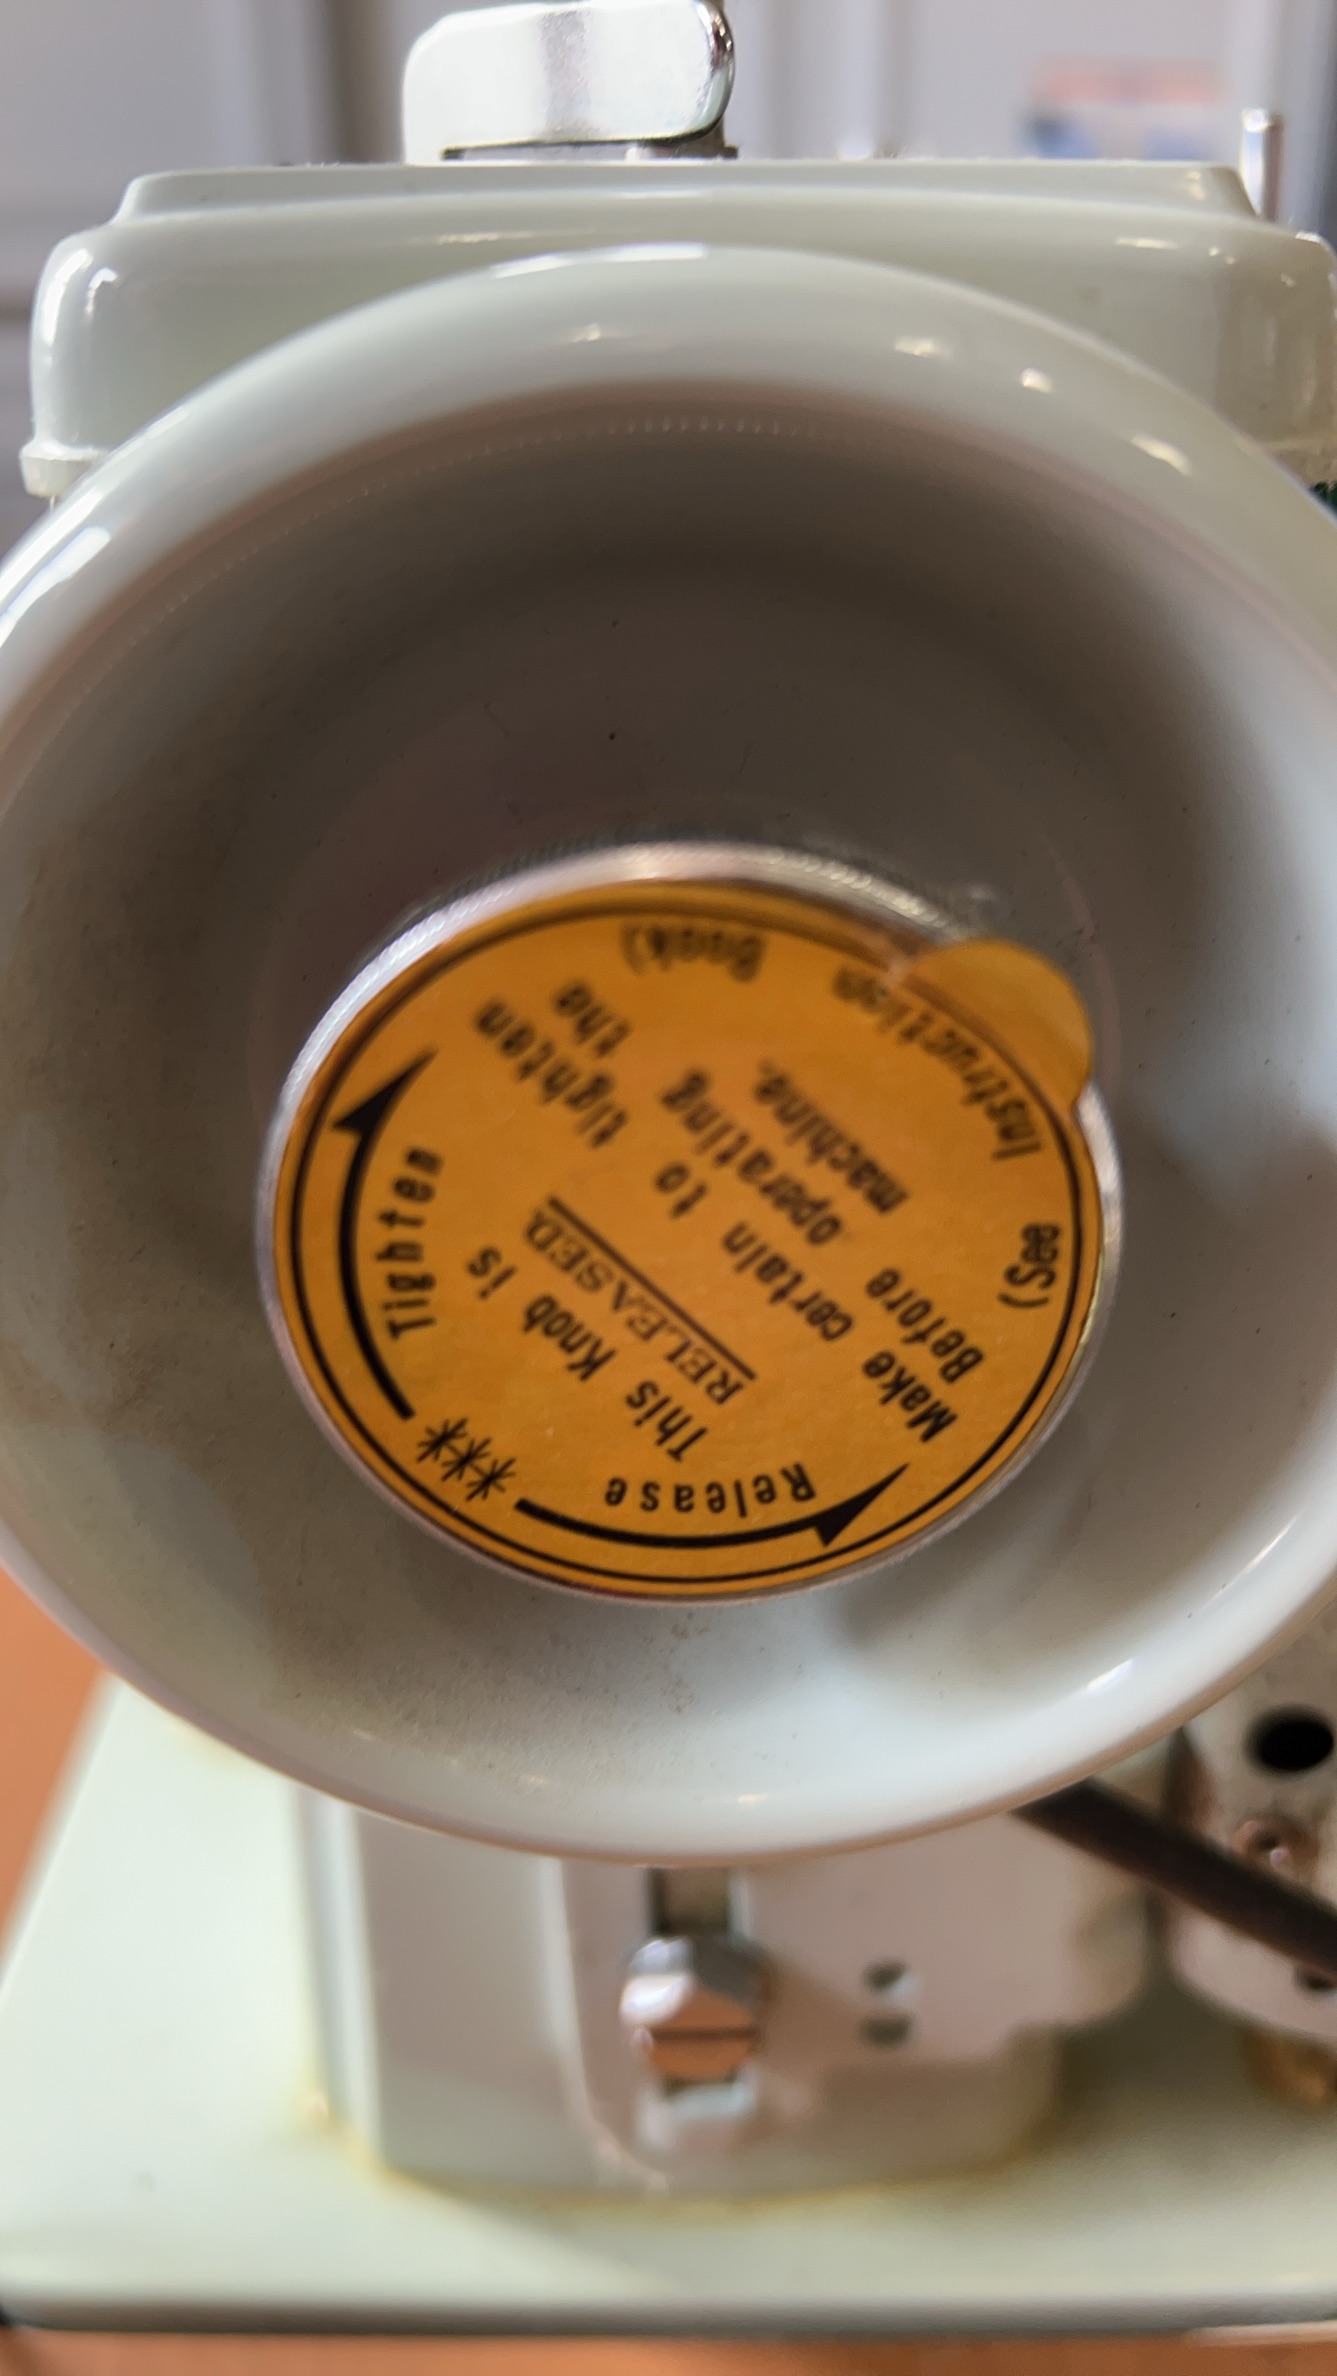 Release *** Tighten
This Knob is
RELEASED.
Make certain to tighten
Before operating the
machine.
(See Instruction Book)